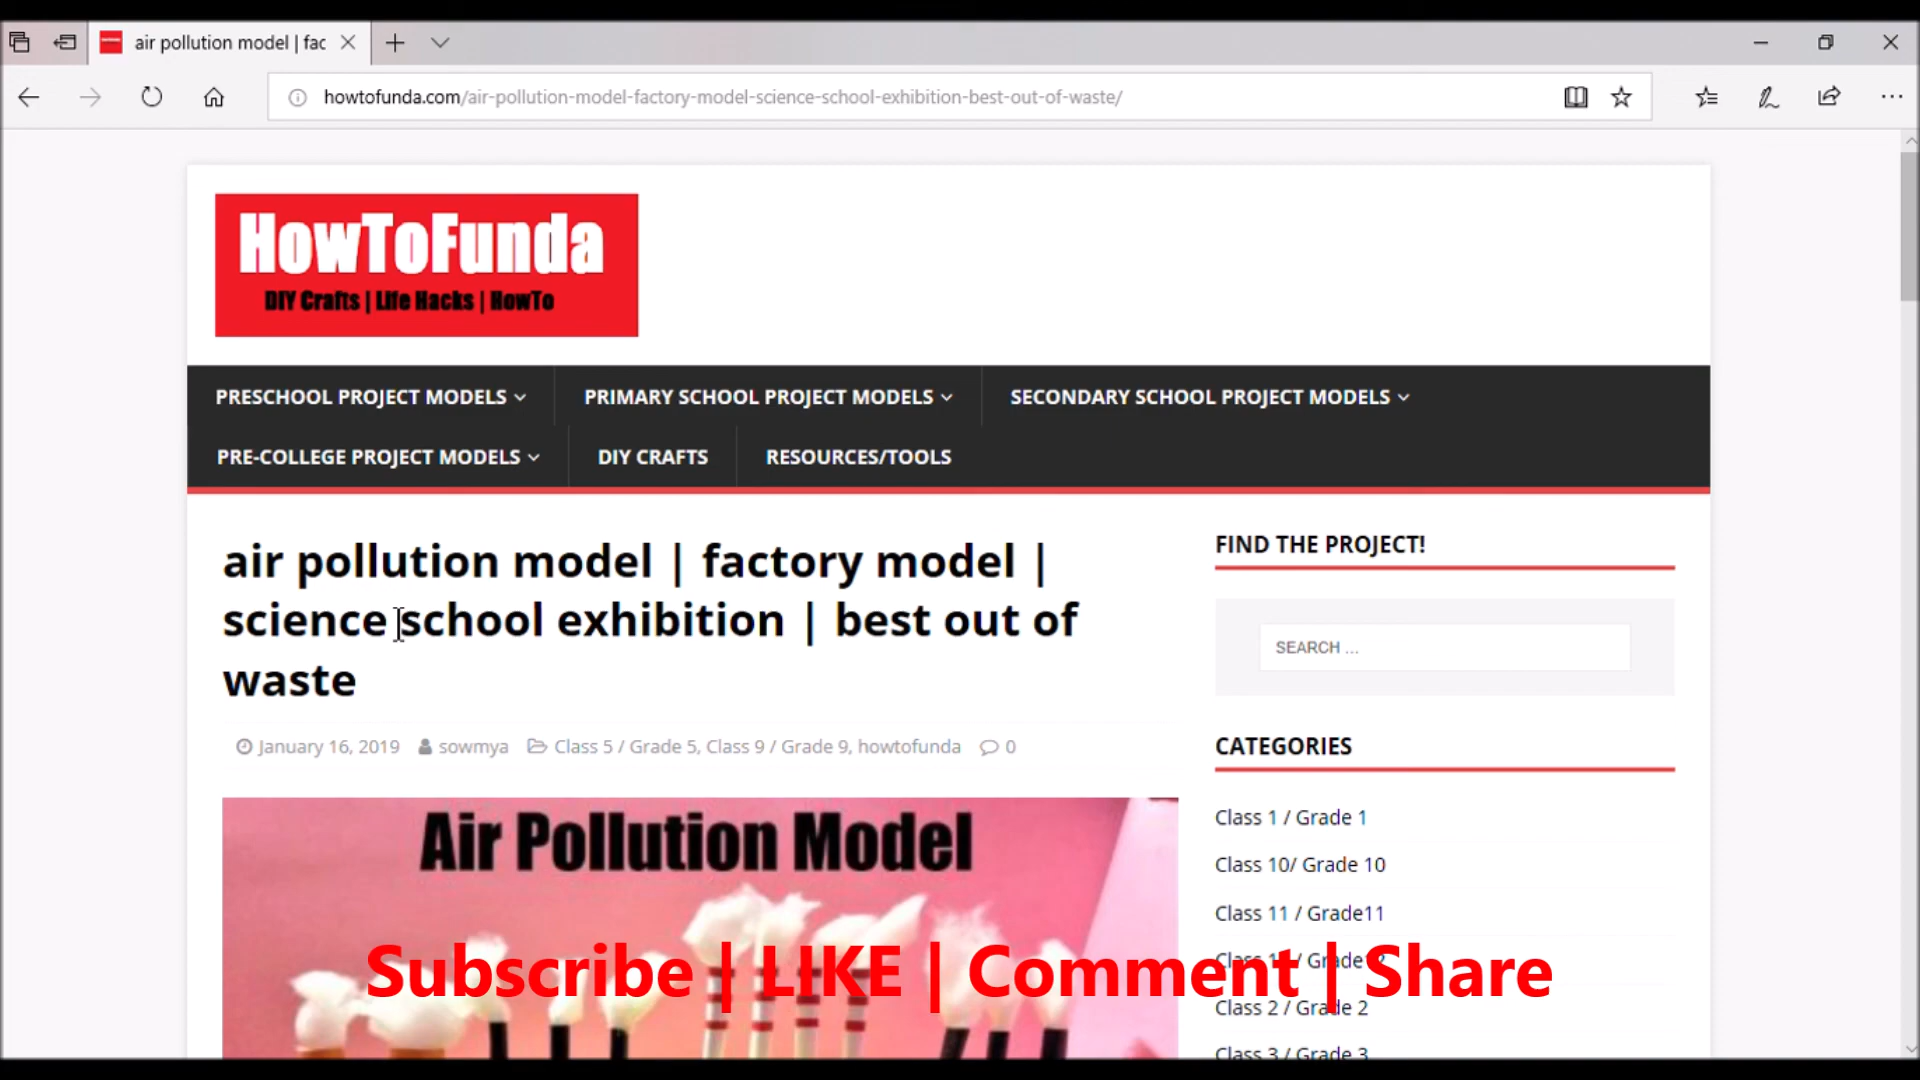 air pollution model | fac
howtofunda.com/air-pollution-model-factory-model-science-school-exhibition-best-out-of-waste/
HowToFunda
DIY Crafts | Life Hacks | HowTo
PRESCHOOL PROJECT MODELS
PRIMARY SCHOOL PROJECT MODELS
SECONDARY SCHOOL PROJECT MODELS
PRE-COLLEGE PROJECT MODELS
DIY CRAFTS
RESOURCES/TOOLS
air pollution model | factory model |
science school exhibition | best out of
waste
January 16, 2019 sowmya Class 5 / Grade 5, Class 9 / Grade 9, howtofunda 0
Air Pollution Model
FIND THE PROJECT!
SEARCH ...
CATEGORIES
Class 1 / Grade 1
Class 10/ Grade 10
Class 11 / Grade11
Class 2 / Grade 2
Class 3 / Grade 3
Subscribe | LIKE | Comment | Share